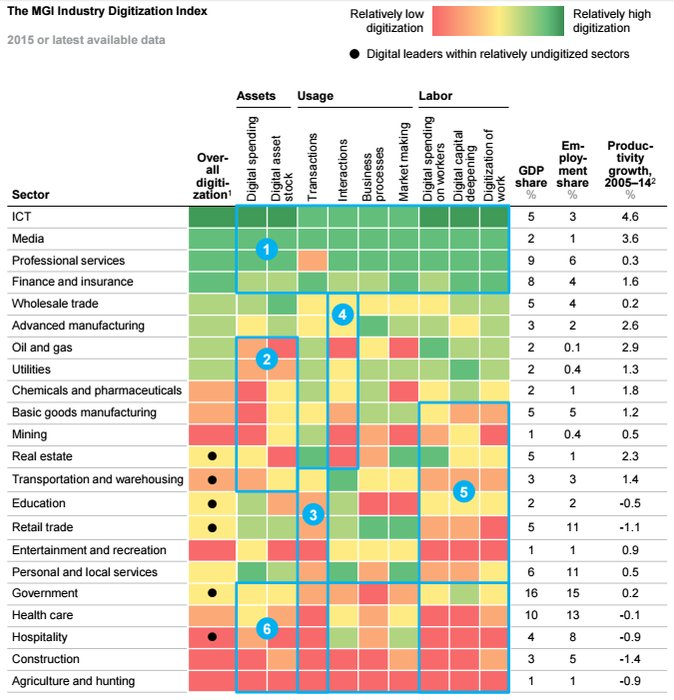 The MGI Industry Digitization Index
2015 or latest available data
Relatively low digitization
Relatively high digitization
Digital leaders within relatively undigitized sectors
Assets Usage Labor
Sector
Over-all digiti-zation1
Digital spending
Digital asset stock
Transactions
Interactions
Business processes
Market making
Digital spending on workers
Digital capital deepening
Digitization of work
GDP share %
Em-ploy-ment share %
Produc-tivity growth, 2005–142 %
ICT 5 3 4.6
Media 2 1 3.6
1
Professional services 9 6 0.3
Finance and insurance 8 4 1.6
Wholesale trade 5 4 0.2
4
Advanced manufacturing 3 2 2.6
Oil and gas 2 0.1 2.9
2
Utilities 2 0.4 1.3
Chemicals and pharmaceuticals 2 1 1.8
Basic goods manufacturing 5 5 1.2
Mining 1 0.4 0.5
Real estate 5 1 2.3
Transportation and warehousing 3 3 1.4
5
Education 2 2 -0.5
3
Retail trade 5 11 -1.1
Entertainment and recreation 1 1 0.9
Personal and local services 6 11 0.5
Government 16 15 0.2
Health care 10 13 -0.1
6
Hospitality 4 8 -0.9
Construction 3 5 -1.4
Agriculture and hunting 1 1 -0.9